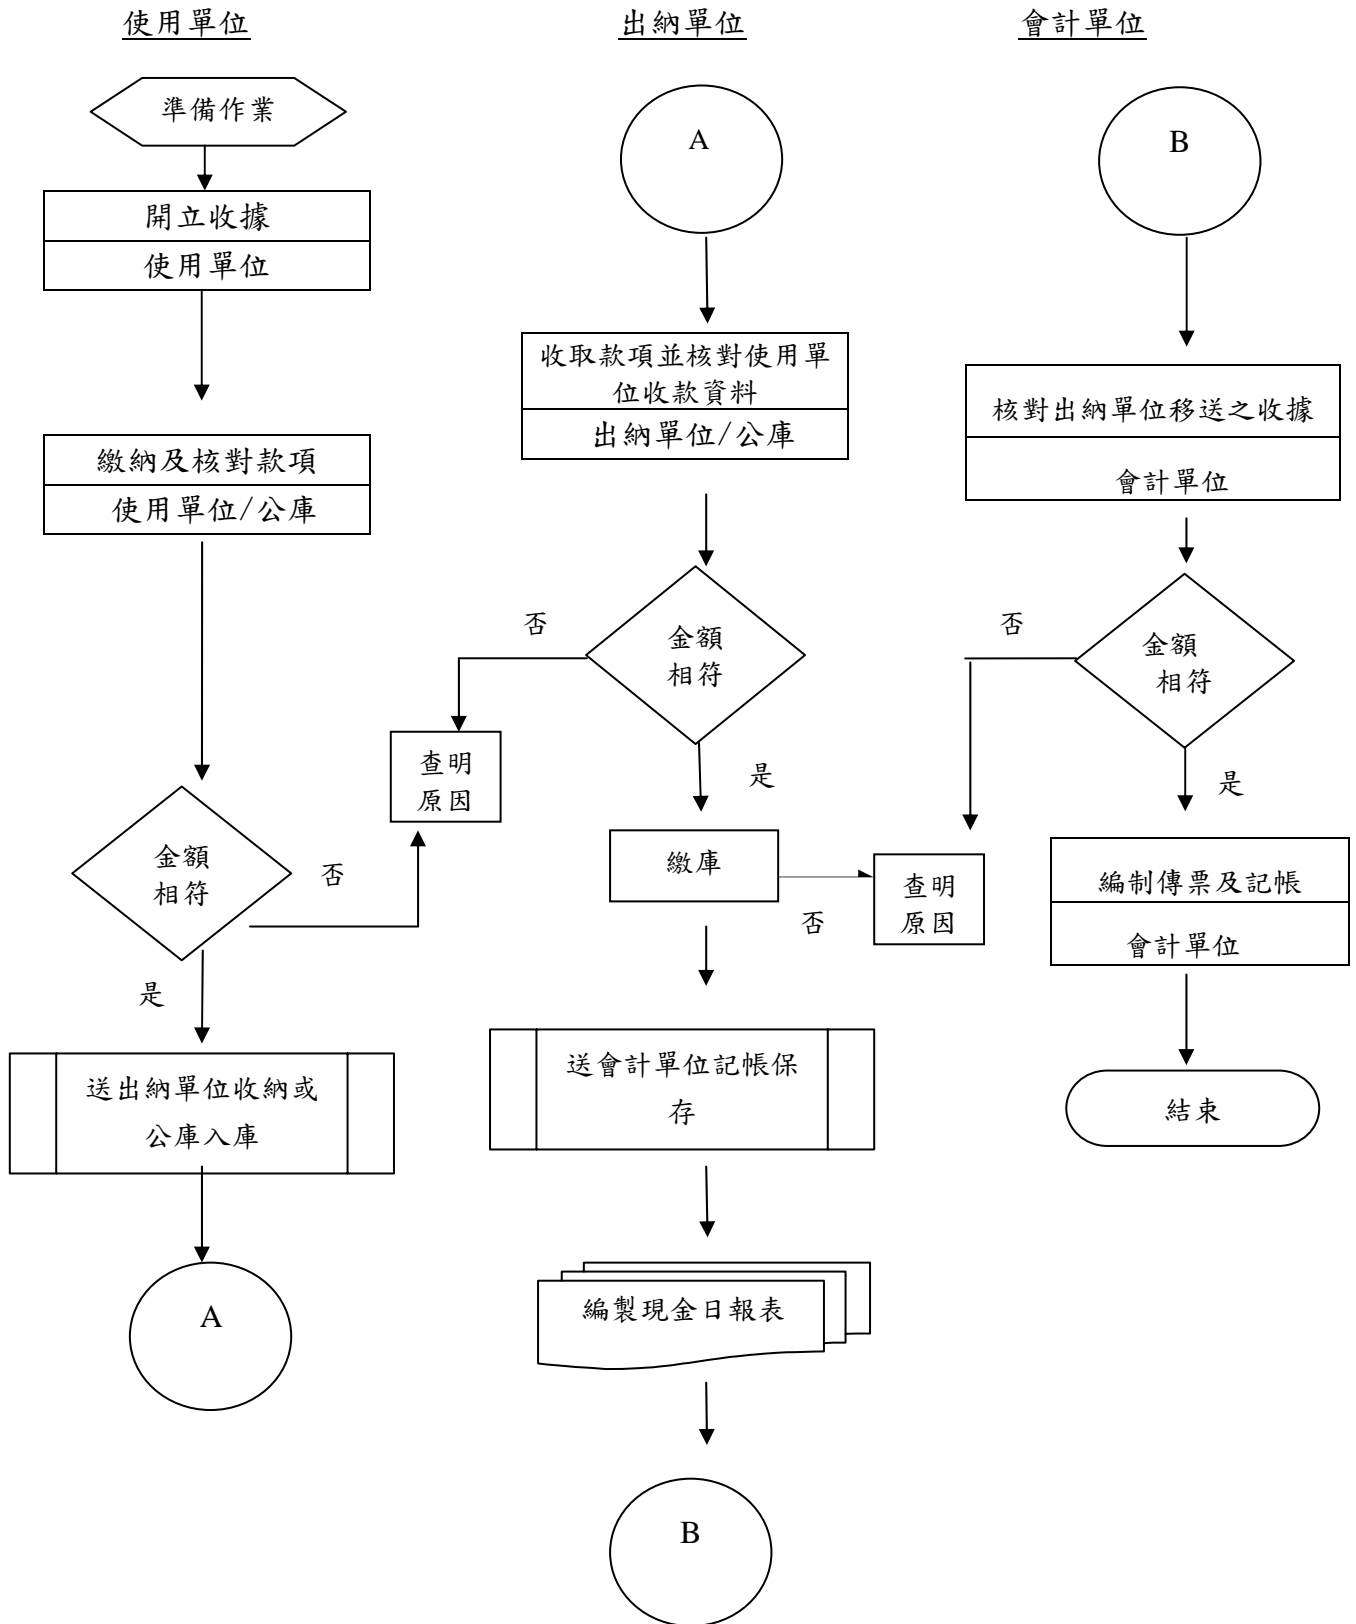 使用單位
準備作業
開立收據
使用單位
繳納及核對款項
使用單位/公庫
金額
相符
否
是
送出納單位收納或
公庫入庫
A
出納單位
A
收取款項並核對使用單
位收款資料
出納單位/公庫
金額
相符
否
查明
原因
是
繳庫
否
查明
原因
送會計單位記帳保
存
編製現金日報表
B
會計單位
B
核對出納單位移送之收據
會計單位
金額
相符
否
是
編制傳票及記帳
會計單位
結束